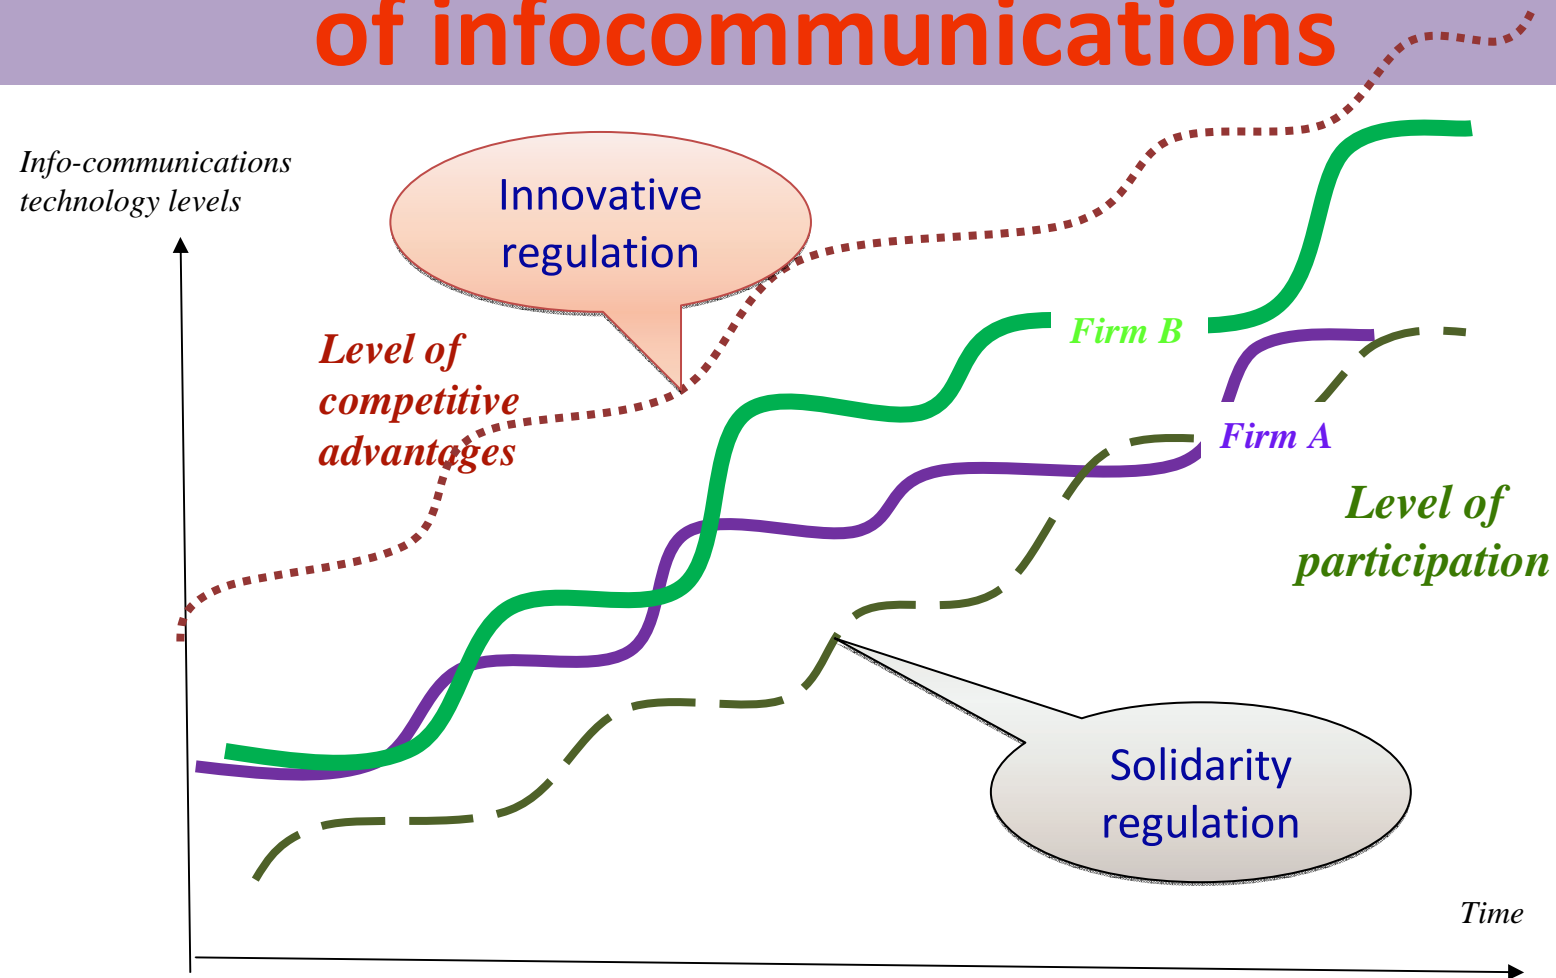 of infocommunications
Info-communications
technology levels
Innovative
regulation
Level of
competitive
advantages
Firm B
Firm A
Level of
participation
Solidarity
regulation
Time